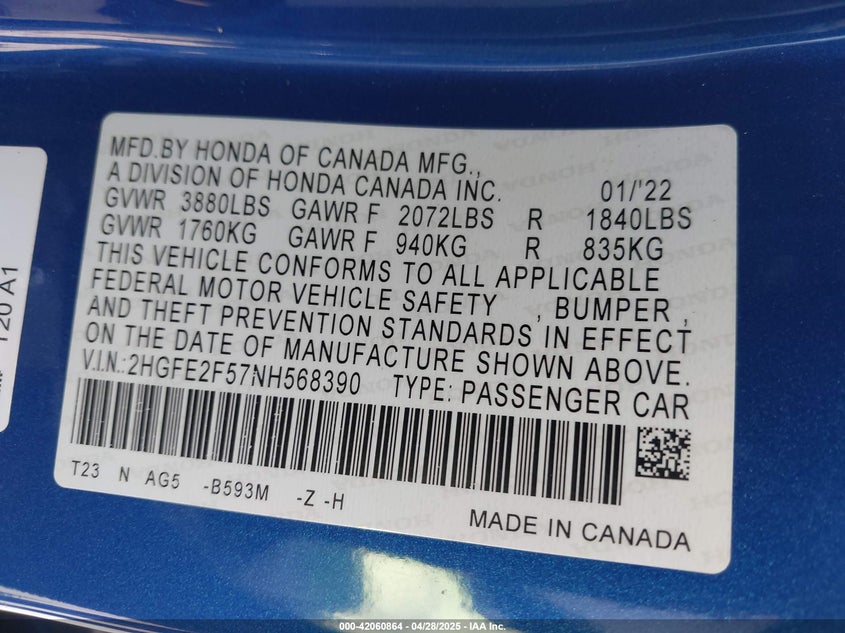 MFD.BY HONDA OF CANADA MFG.,
A DIVISION OF HONDA CANADA INC. 01/'22
GVWR 3880LBS GAWR F 2072LBS R 1840LBS
GVWR 1760KG GAWR F 940KG R 835KG
THIS VEHICLE CONFORMS TO ALL APPLICABLE
FEDERAL MOTOR VEHICLE SAFETY , BUMPER ,
AND THEFT PREVENTION STANDARDS IN EFFECT
ON THE DATE OF MANUFACTURE SHOWN ABOVE.
V.I.N.: 2HGFE2F57NH568390 TYPE: PASSENGER CAR
T23 N AG5 -B593M -Z -H
MADE IN CANADA
T20 A1
000-42060864 - 04/28/2025 - IAA Inc.